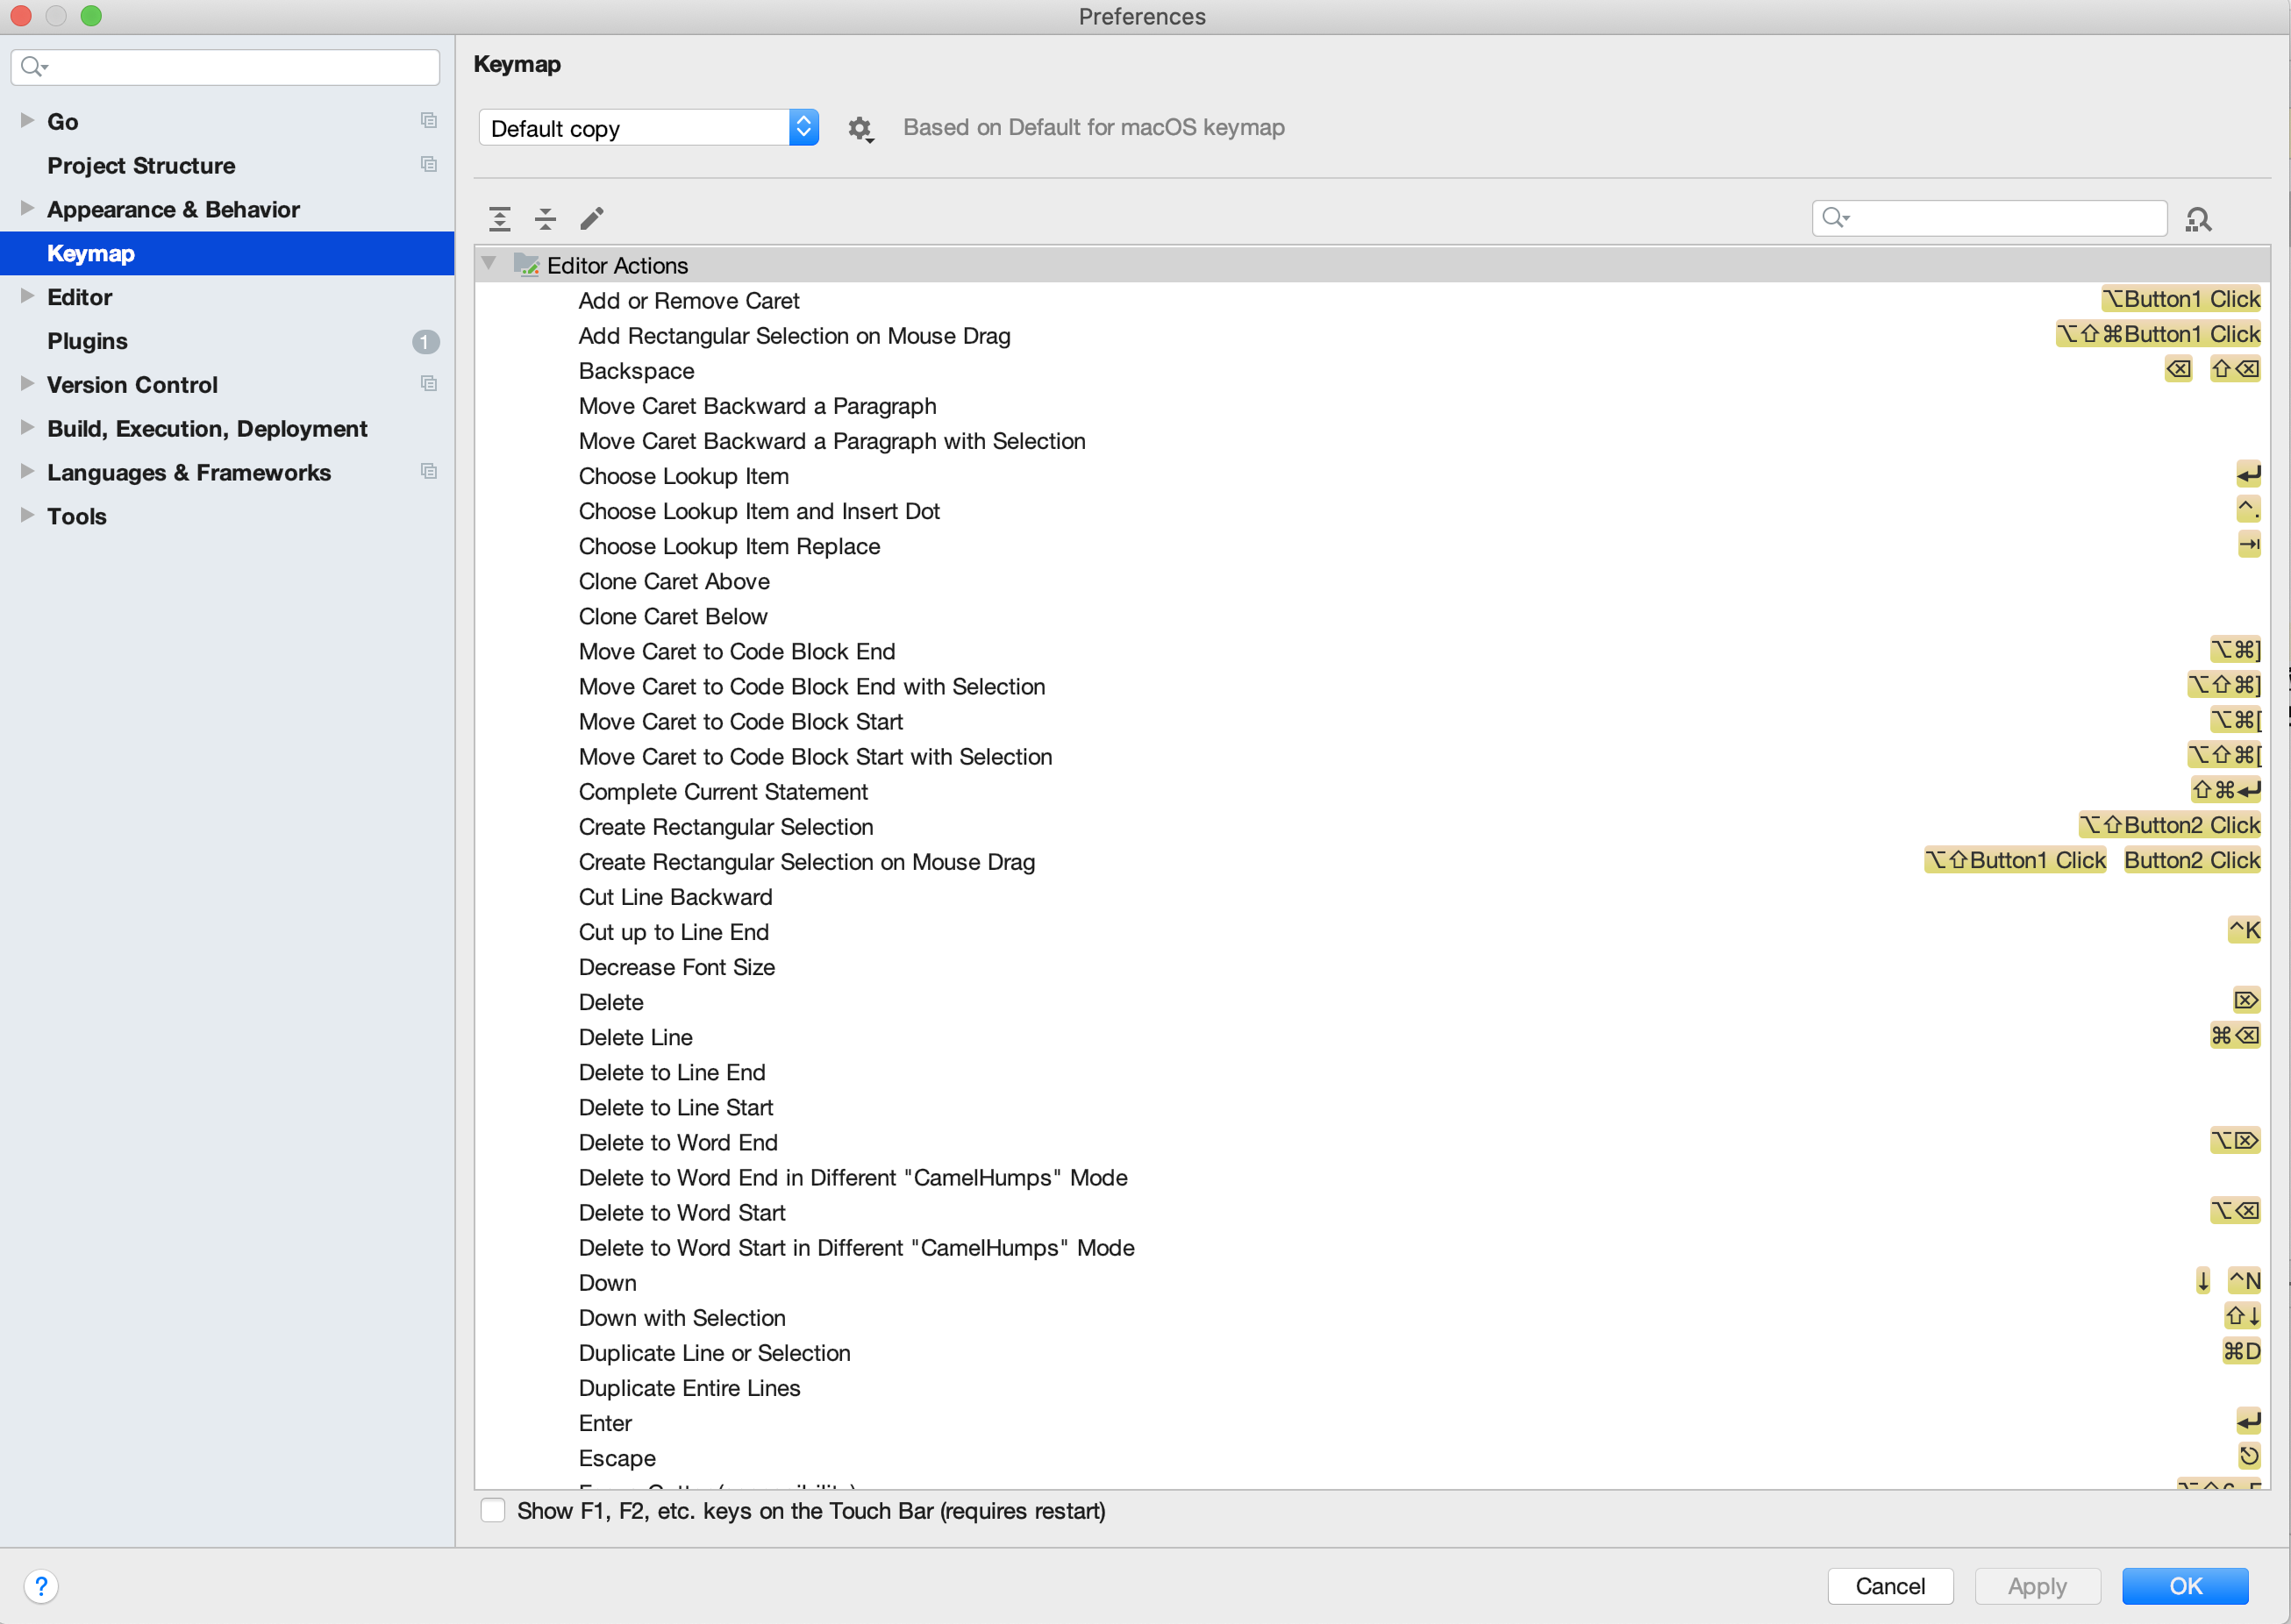 Preferences
Go
Project Structure
Appearance & Behavior
Keymap
Editor
Plugins 1
Version Control
Build, Execution, Deployment
Languages & Frameworks
Tools
Keymap
Default copy Based on Default for macOS keymap
Editor Actions
Add or Remove Caret ⌥Button1 Click
Add Rectangular Selection on Mouse Drag ⌥⇧⌘Button1 Click
Backspace ⌫ ⇧⌫
Move Caret Backward a Paragraph
Move Caret Backward a Paragraph with Selection
Choose Lookup Item ↩
Choose Lookup Item and Insert Dot ^.
Choose Lookup Item Replace ⇥
Clone Caret Above
Clone Caret Below
Move Caret to Code Block End ⌥⌘]
Move Caret to Code Block End with Selection ⌥⇧⌘]
Move Caret to Code Block Start ⌥⌘[
Move Caret to Code Block Start with Selection ⌥⇧⌘[
Complete Current Statement ⇧⌘↩
Create Rectangular Selection ⌥⇧Button2 Click
Create Rectangular Selection on Mouse Drag ⌥⇧Button1 Click Button2 Click
Cut Line Backward
Cut up to Line End ^K
Decrease Font Size
Delete ⌦
Delete Line ⌘⌫
Delete to Line End
Delete to Line Start
Delete to Word End ⌥⌦
Delete to Word End in Different "CamelHumps" Mode
Delete to Word Start ⌥⌫
Delete to Word Start in Different "CamelHumps" Mode
Down ↓ ^N
Down with Selection ⇧↓
Duplicate Line or Selection ⌘D
Duplicate Entire Lines
Enter ↩
Escape ⎋
Show F1, F2, etc. keys on the Touch Bar (requires restart)
? Cancel Apply OK